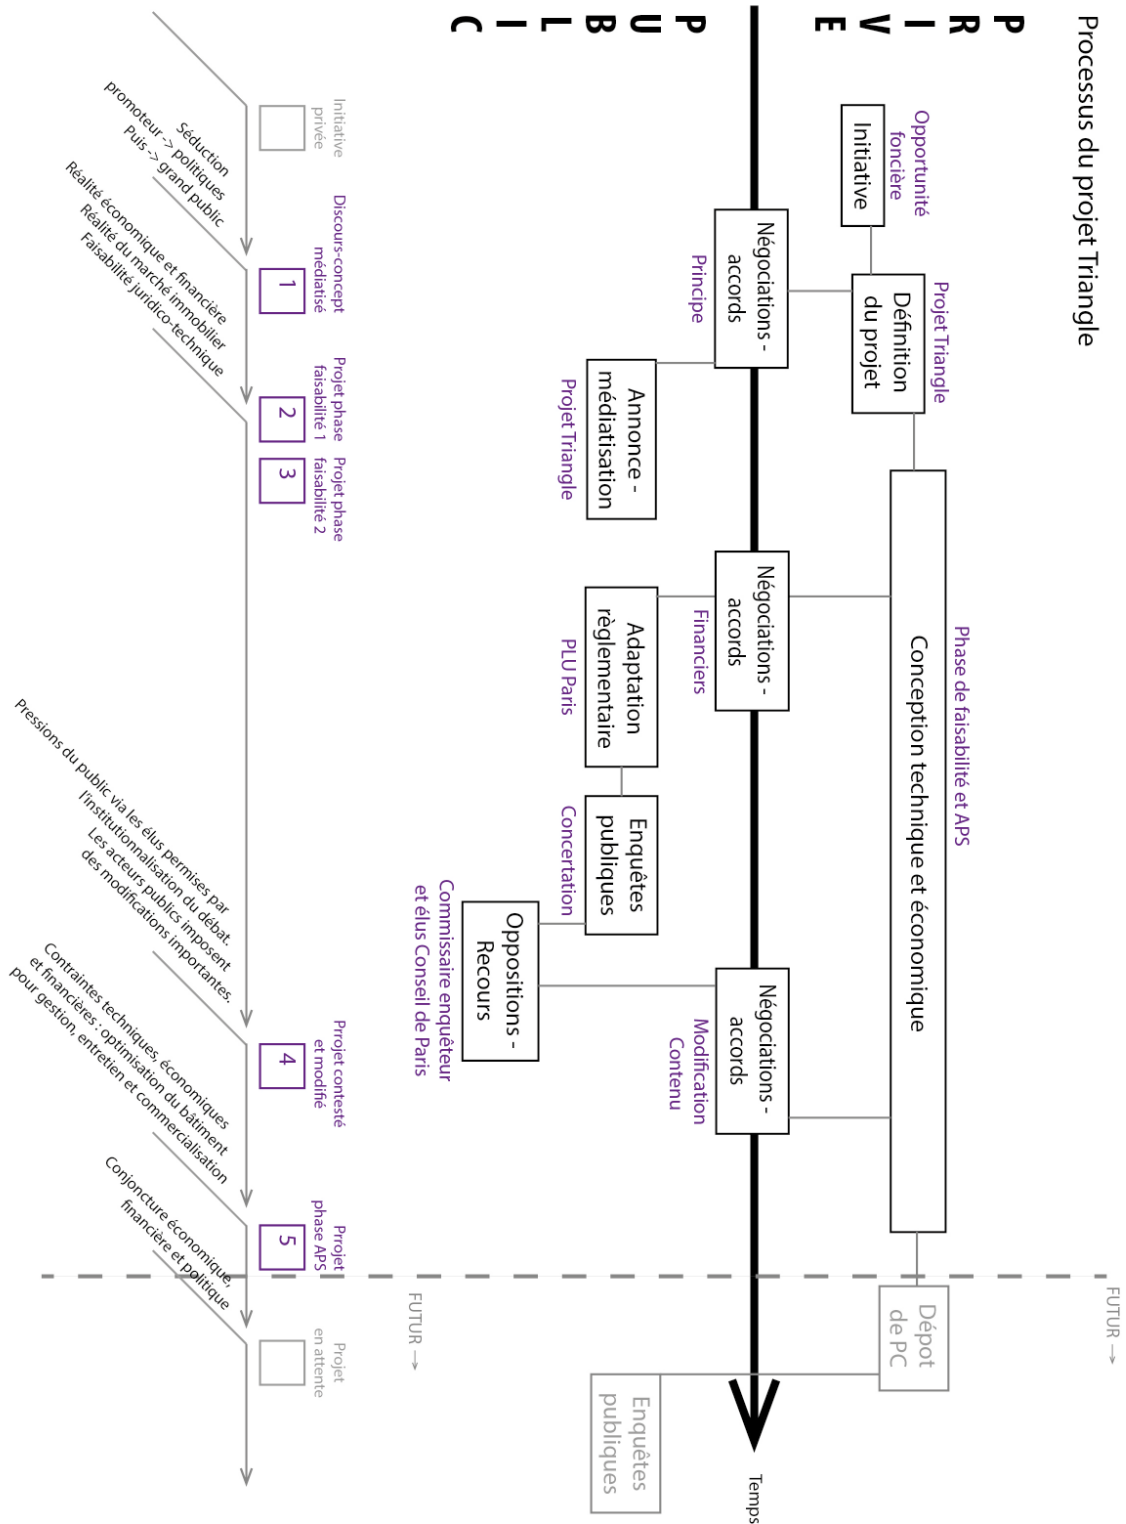 Processus du projet Triangle
PRIVE
PUBLIC
Opportunité
foncière
Initiative
Projet Triangle
Définition
du projet
Phase de faisabilité et APS
Conception technique et économique
Dépot
de PC
FUTUR →
Négociations -
accords
Principe
Négociations -
accords
Financiers
Négociations -
accords
Modification
Contenu
Temps
Annonce -
médiatisation
Projet Triangle
Adaptation
règlementaire
PLU Paris
Enquêtes
publiques
Concertation
Oppositions -
Recours
Commissaire enquêteur
et élus Conseil de Paris
Enquêtes
publiques
FUTUR →
Initiative
privée
Discours-concept
médiatisé
1
Projet phase
faisabilité 1
2
Projet phase
faisabilité 2
3
Prrojet contesté
et modifié
4
Prrojet
phase APS
5
Projet
en attente
Séduction
promoteur -> politiques
Puis -> grand public
Réalité économique et financière
Réalité du marché immobilier
Faisabilité juridico-technique
Pressions du public via les élus permises par
l'institutionnalisation du débat.
Les acteurs publics imposent
des modifications importantes.
Contraintes techniques, économiques
et financières : optimisation du bâtiment
pour gestion, entretien et commercialisation
Conjoncture économique,
financière et politique